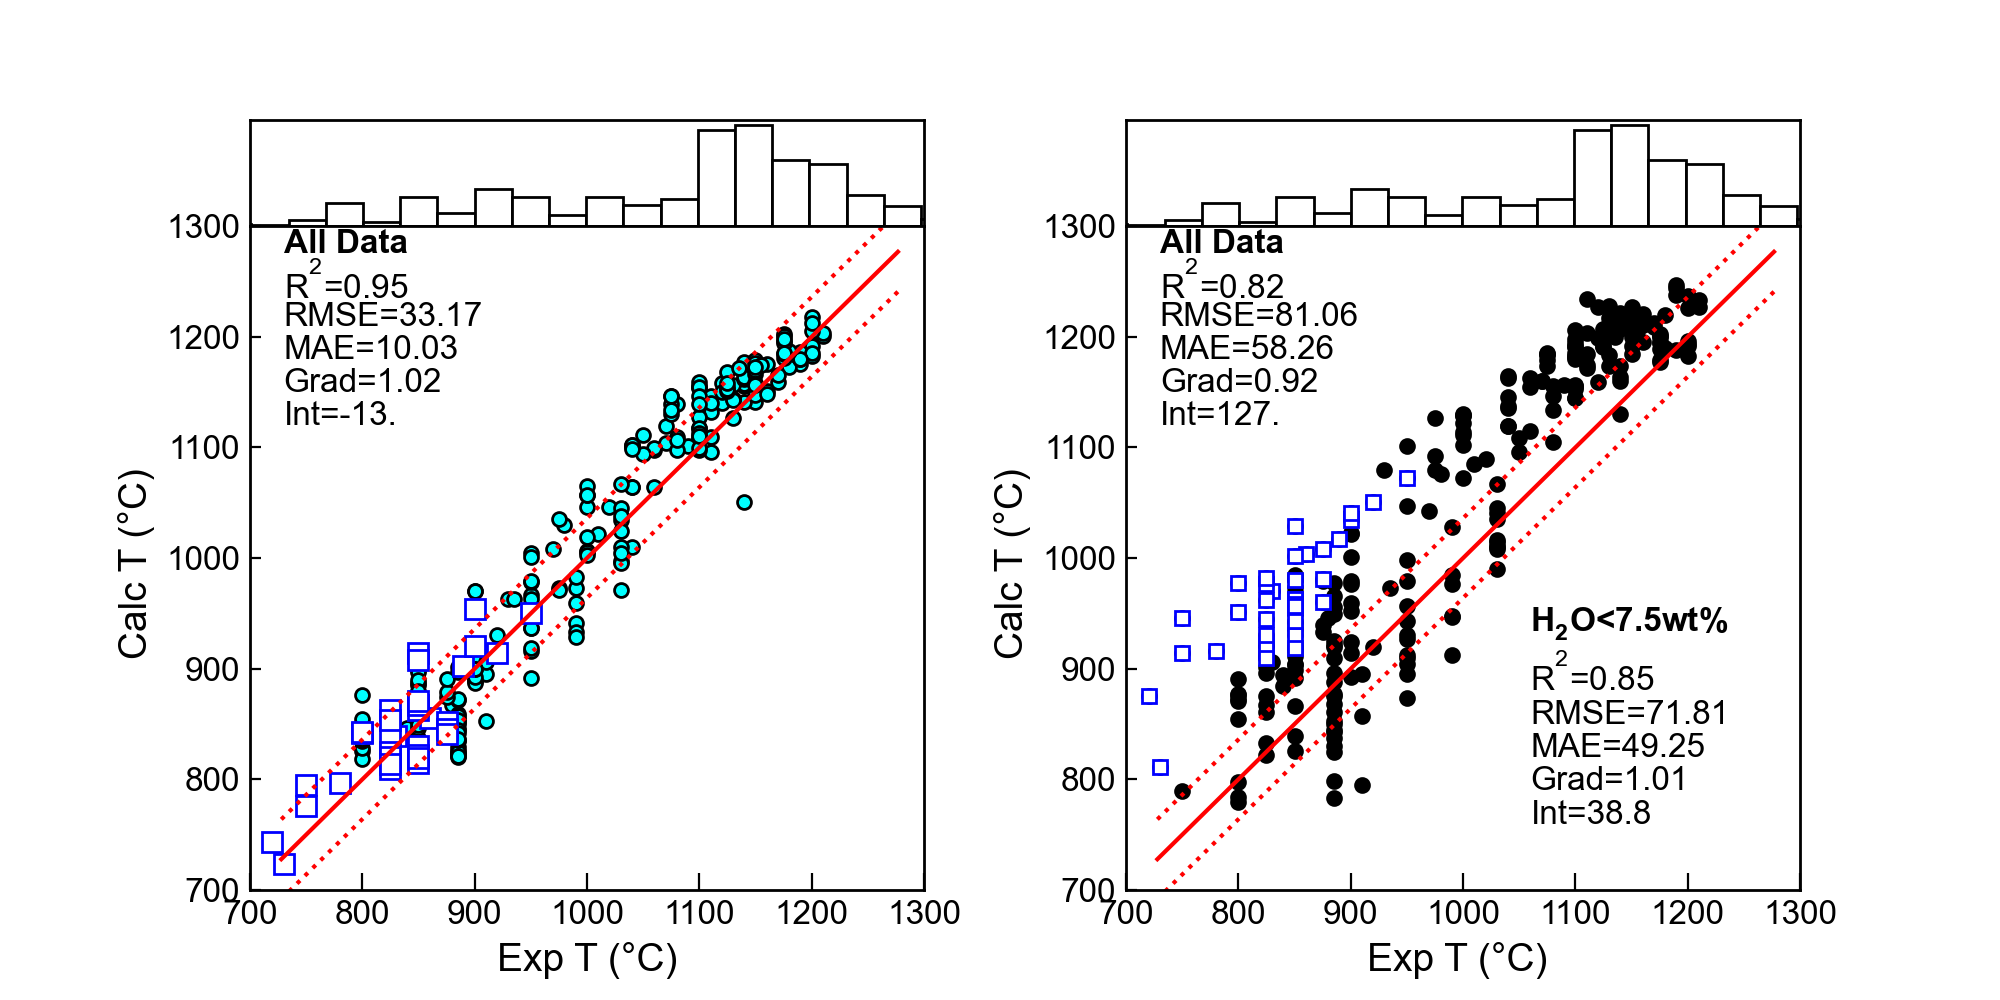 1300
1200
1100
1000
900
800
700
Calc T (°C)
All Data
R²=0.95
RMSE=33.17
MAE=10.03
Grad=1.02
Int=-13.
700 800 900 1000 1100 1200 1300
Exp T (°C)
1300
1200
1100
1000
900
800
700
Calc T (°C)
All Data
R²=0.82
RMSE=81.06
MAE=58.26
Grad=0.92
Int=127.
H₂O<7.5wt%
R²=0.85
RMSE=71.81
MAE=49.25
Grad=1.01
Int=38.8
700 800 900 1000 1100 1200 1300
Exp T (°C)